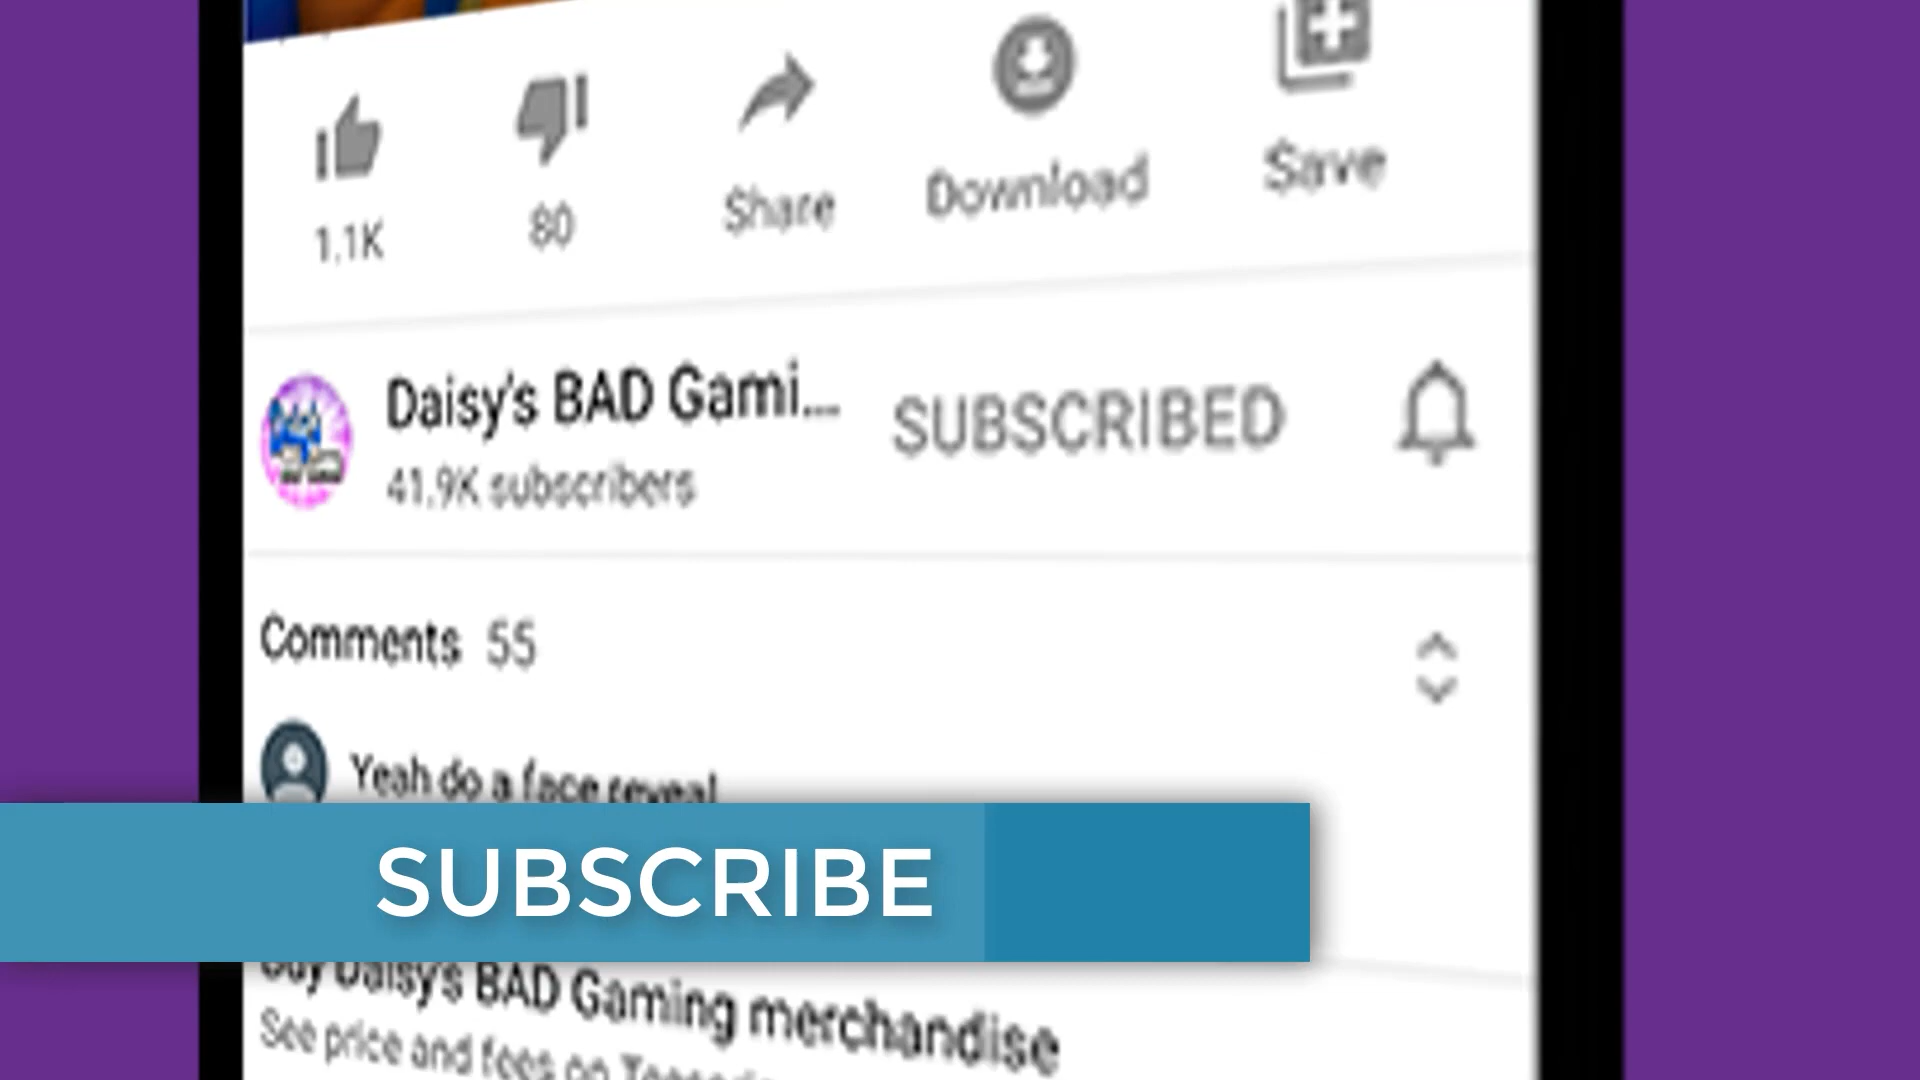 1.1K 80 Share Download Save
Daisy's BAD Gami... SUBSCRIBED
41.9K subscribers
Comments 55
Yeah do a face reveal
SUBSCRIBE
Daisy's BAD Gaming merchandise
See price and fees on